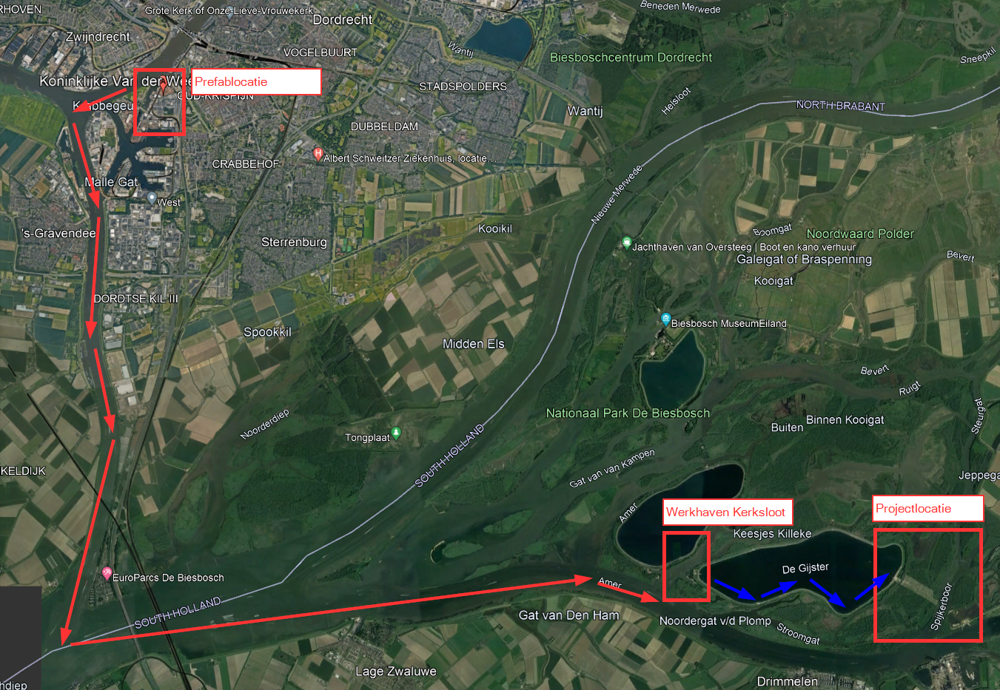 RHOVEN
Grote Kerk of Onze-Lieve-Vrouwekerk
Dordrecht
Beneden Merwede
Zwijndrecht
VOGELBUURT
Wantij
Biesboschcentrum Dordrecht
Sneepkil
Koninklijke Van der Wee
Prefablocatie
OUD-KRISPIJN
STADSPOLDERS
Krabbegeu
Wantij
Helsloot
NORTH BRABANT
DUBBELDAM
CRABBEHOF
Albert Schweitzer Ziekenhuis, locatie...
Malle Gat
West
Nieuwe Merwede
's-Gravendee
Sterrenburg
Kooikil
Boomgat
Noordwaard Polder
Jachthaven van Oversteeg | Boot en kano verhuur
Galeigat of Braspenning
Bevert
Kooigat
DORDTSE KIL III
Spookkil
Midden Els
Biesbosch MuseumEiland
Bevert
Ruigt
Noorderdiep
Tongplaat
Nationaal Park De Biesbosch
Buiten
Binnen Kooigat
Steurgat
SOUTH HOLLAND
Gat van van Kampen
KELDIJK
Jeppega
Amer
Werkhaven Kerksloot
Projectlocatie
Keesjes Killeke
De Gijster
EuroParcs De Biesbosch
Amer
SOUTH HOLLAND
Gat van Den Ham
Noordergat v/d Plomp
Stroomgat
Spijkerboor
Lage Zwaluwe
Drimmelen
hdiep